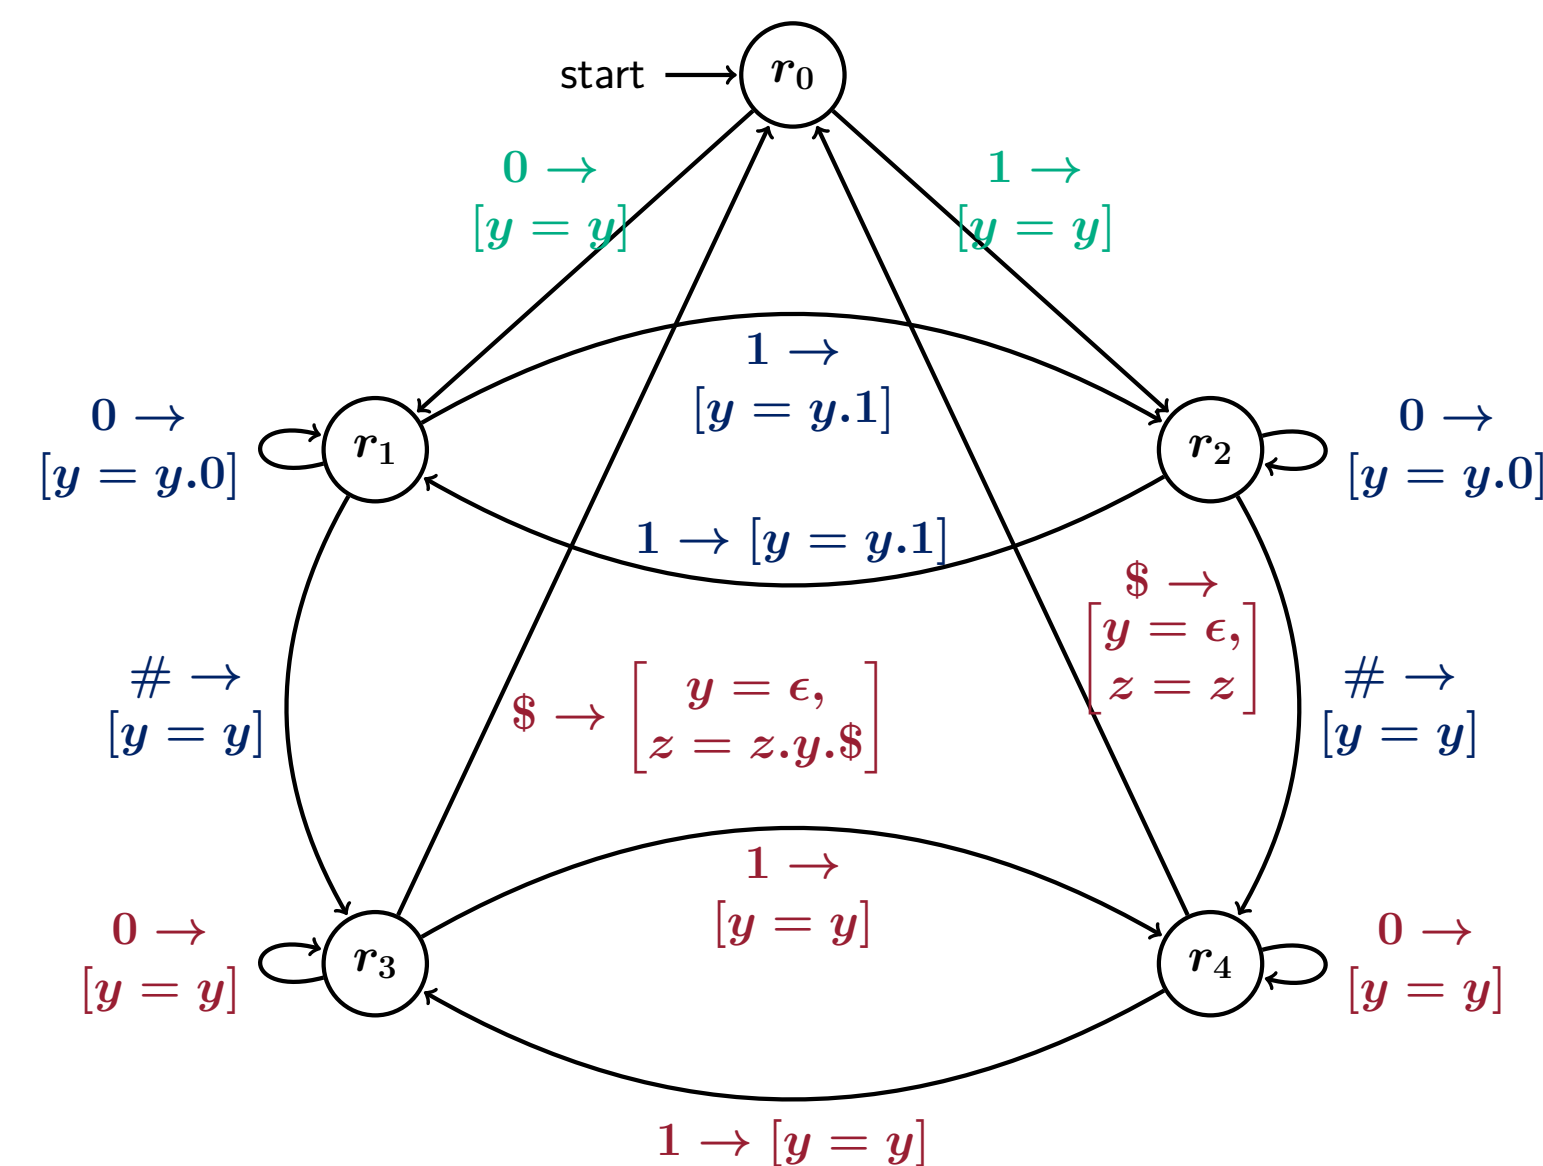 start → r₀
0 →
[y = y]
1 →
[y = y]
1 →
[y = y.1]
0 →
[y = y.0]
r₁
r₂
0 →
[y = y.0]
1 → [y = y.1]
# →
[y = y]
$ → [y = ϵ,
z = z.y.$]
$ →
[y = ϵ,
z = z]
# →
[y = y]
1 →
[y = y]
0 →
[y = y]
r₃
r₄
0 →
[y = y]
1 → [y = y]